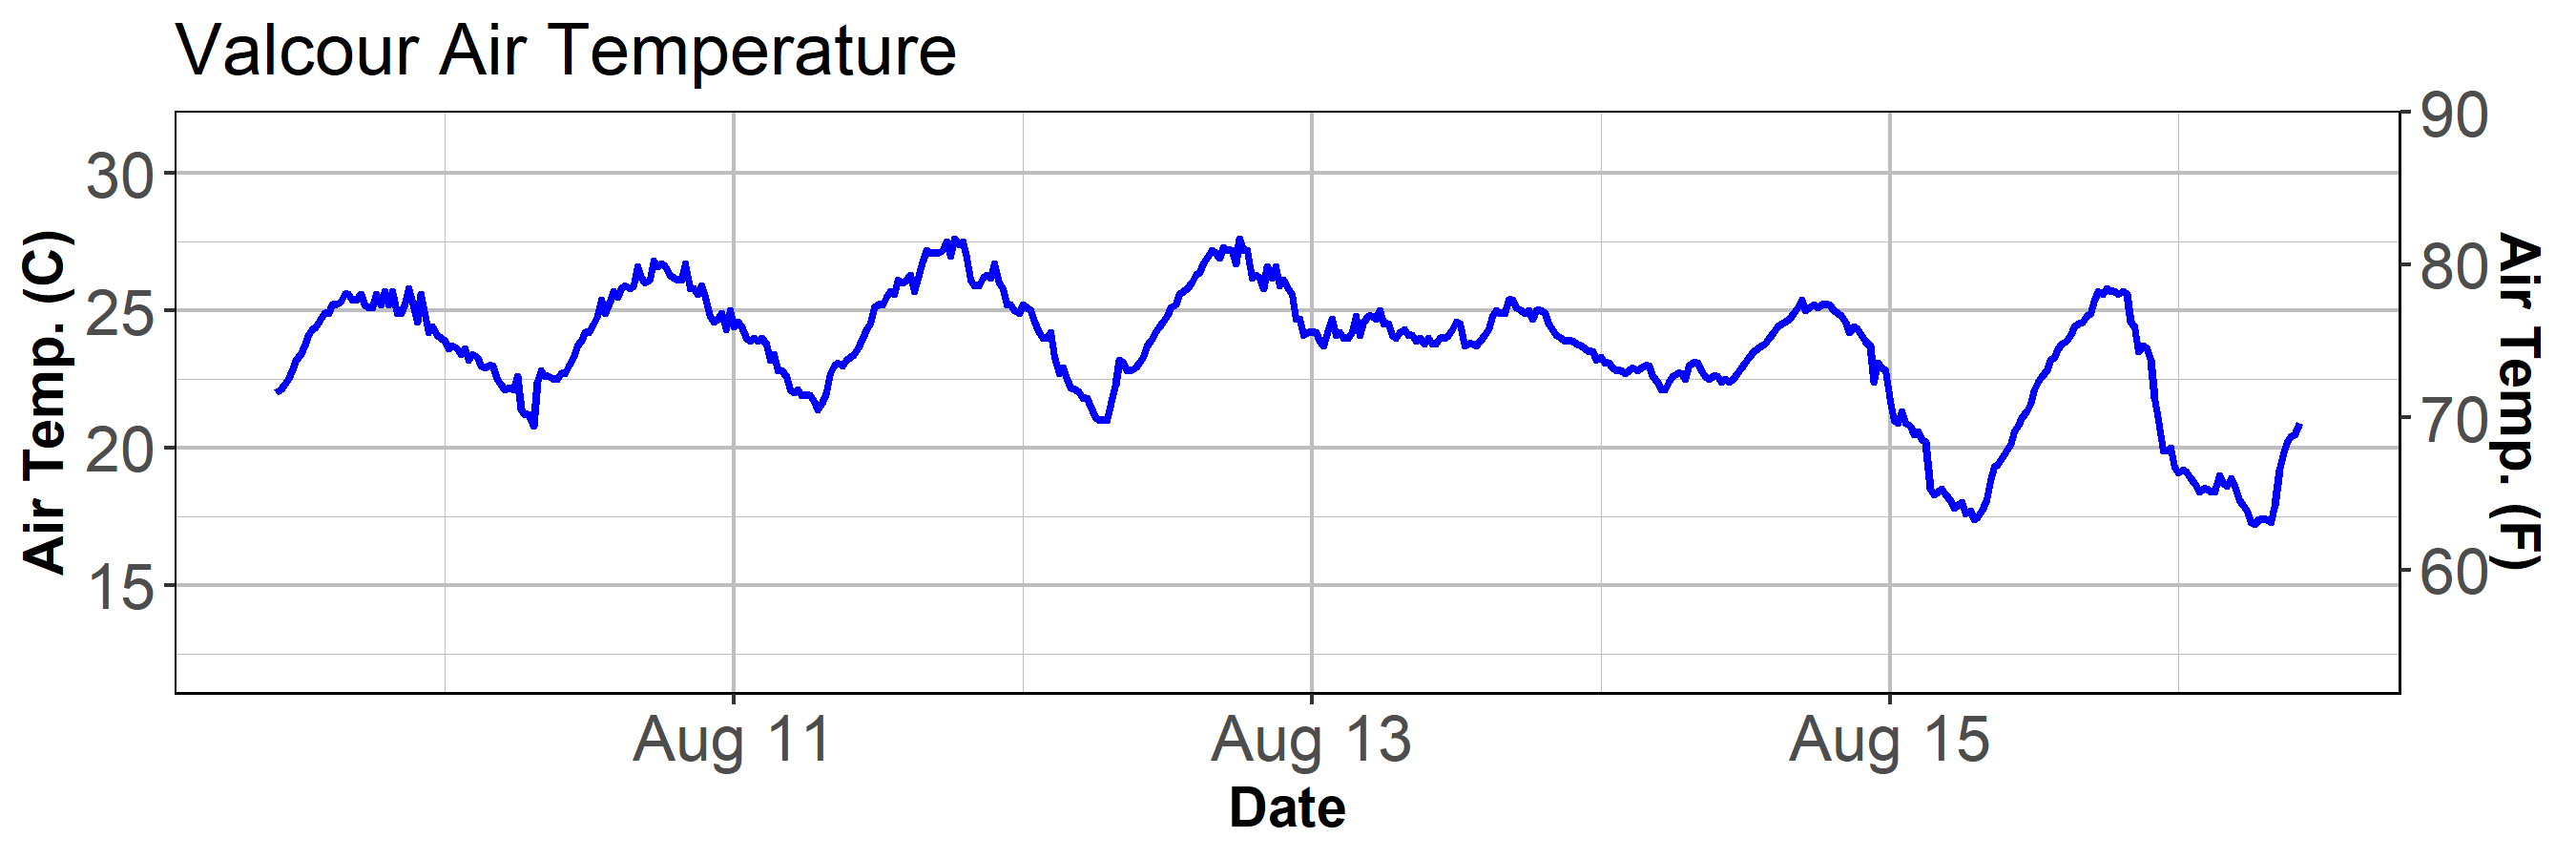 Valcour Air Temperature
Air Temp. (C)
30
25
20
15
90
80
70
60
Air Temp. (F)
Aug 11
Aug 13
Aug 15
Date